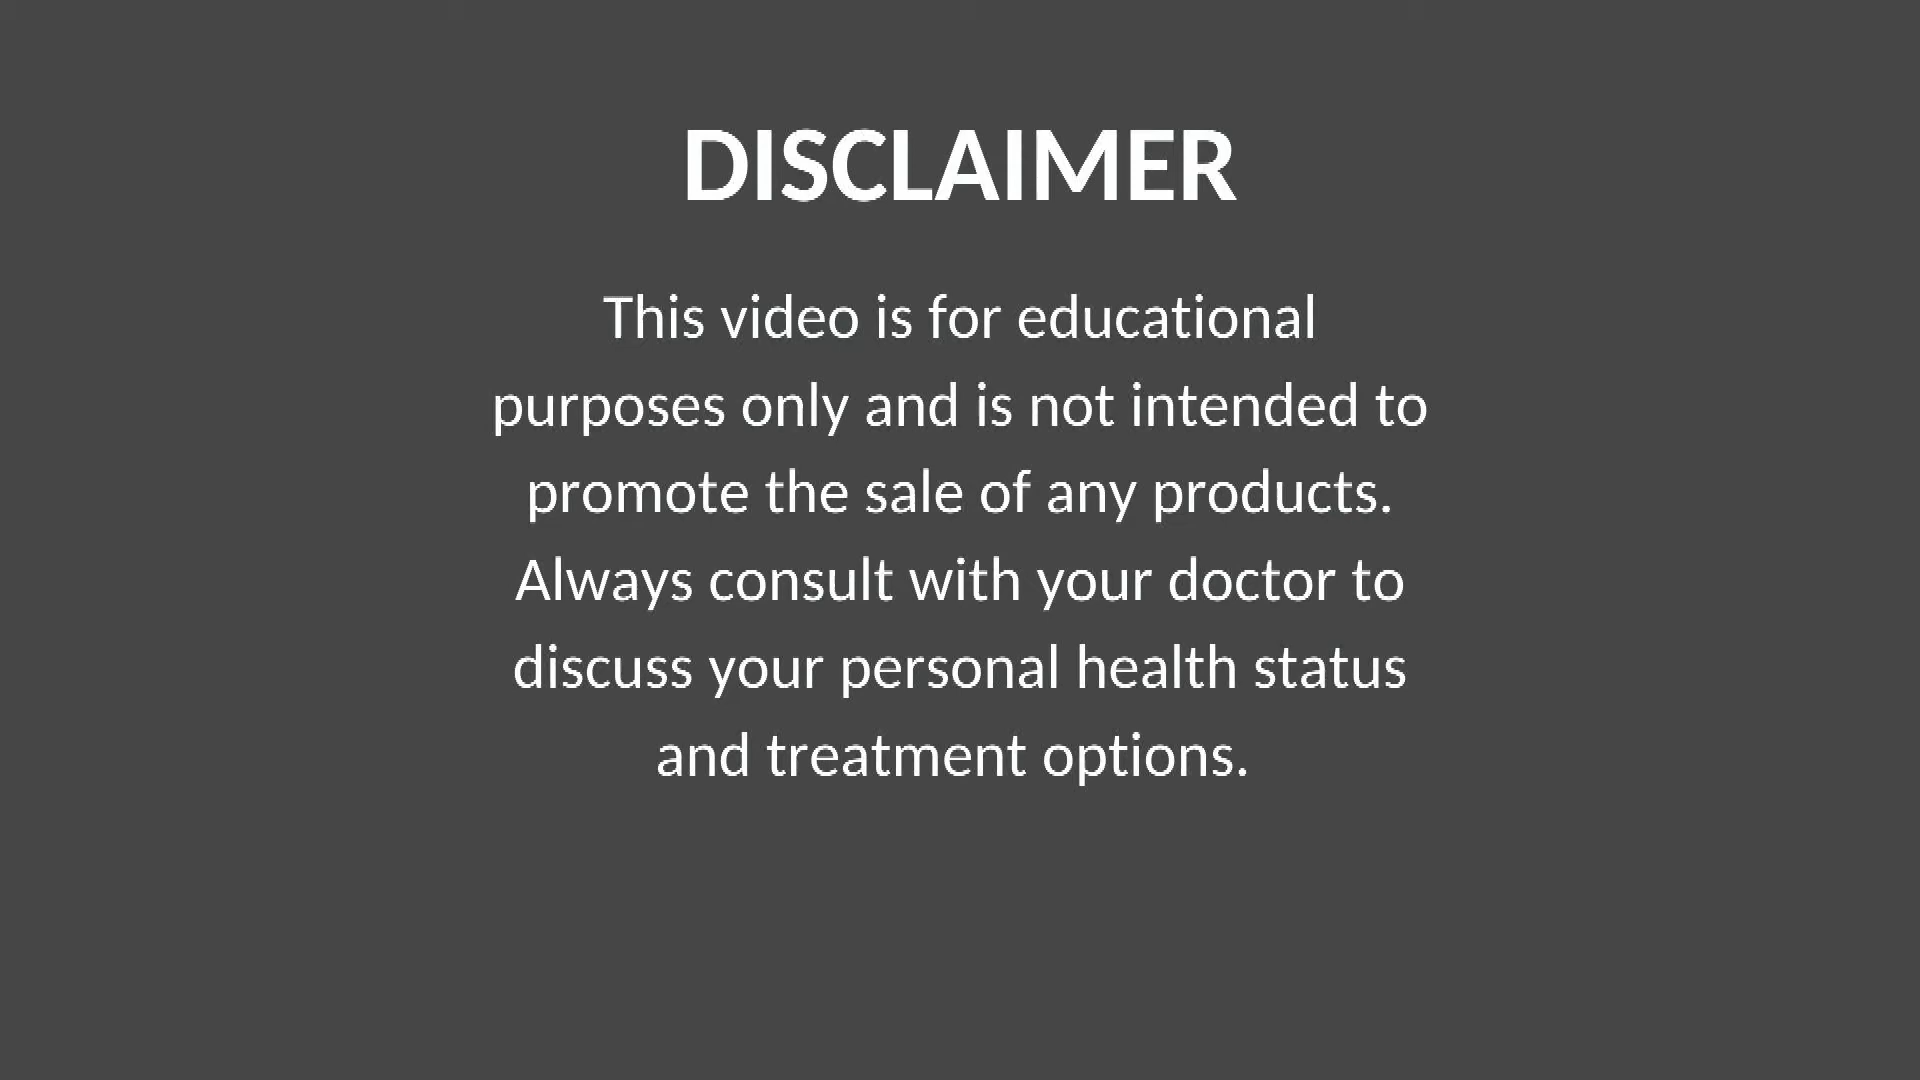 DISCLAIMER
This video is for educational
purposes only and is not intended to
promote the sale of any products.
Always consult with your doctor to
discuss your personal health status
and treatment options.